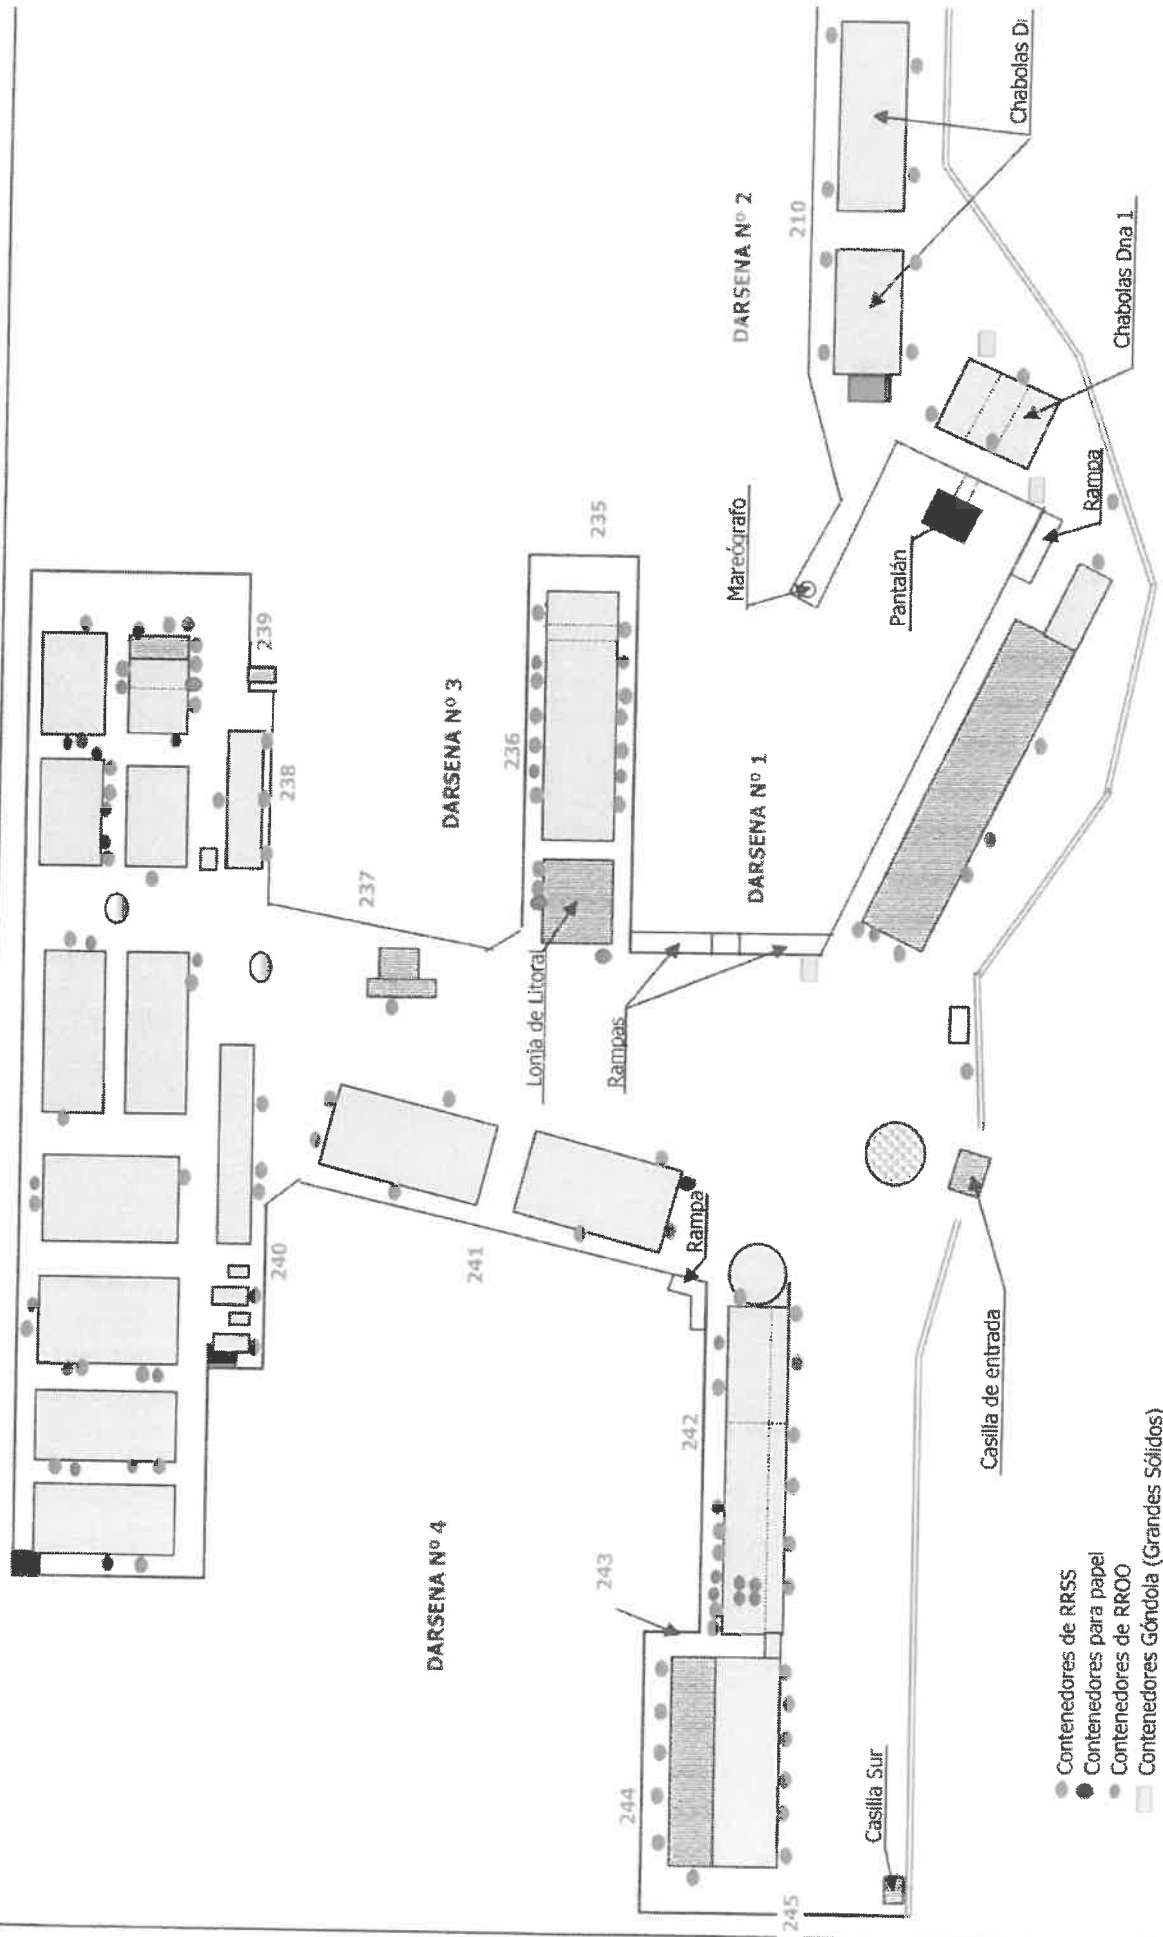 239
238
237
DARSENA Nº 3
236
235
DARSENA Nº 2
210
Chabolas D
Chabolas Dna 1
Mareógrafo
Pantalán
Rampa
DARSENA Nº 1
Lonja de Litoral
Rampas
240
241
Rampa
242
243
DARSENA Nº 4
244
245
Casilla de entrada
Casilla Sur
Contenedores de RRSS
Contenedores para papel
Contenedores de RROO
Contenedores Góndola (Grandes Sólidos)